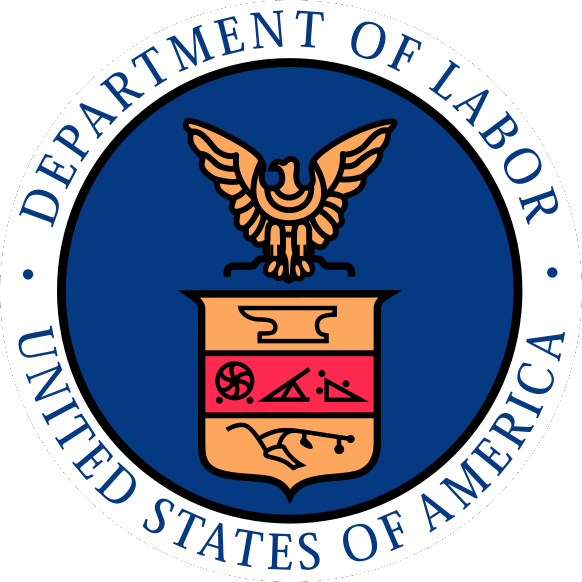 DEPARTMENT OF LABOR
UNITED STATES OF AMERICA